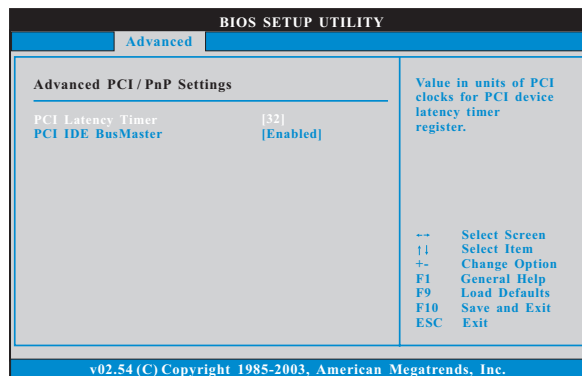 BIOS SETUP UTILITY
Advanced
Advanced PCI / PnP Settings
PCI Latency Timer [32]
PCI IDE BusMaster [Enabled]
Value in units of PCI
clocks for PCI device
latency timer
register.
←→ Select Screen
↑↓ Select Item
+- Change Option
F1 General Help
F9 Load Defaults
F10 Save and Exit
ESC Exit
v02.54 (C) Copyright 1985-2003, American Megatrends, Inc.